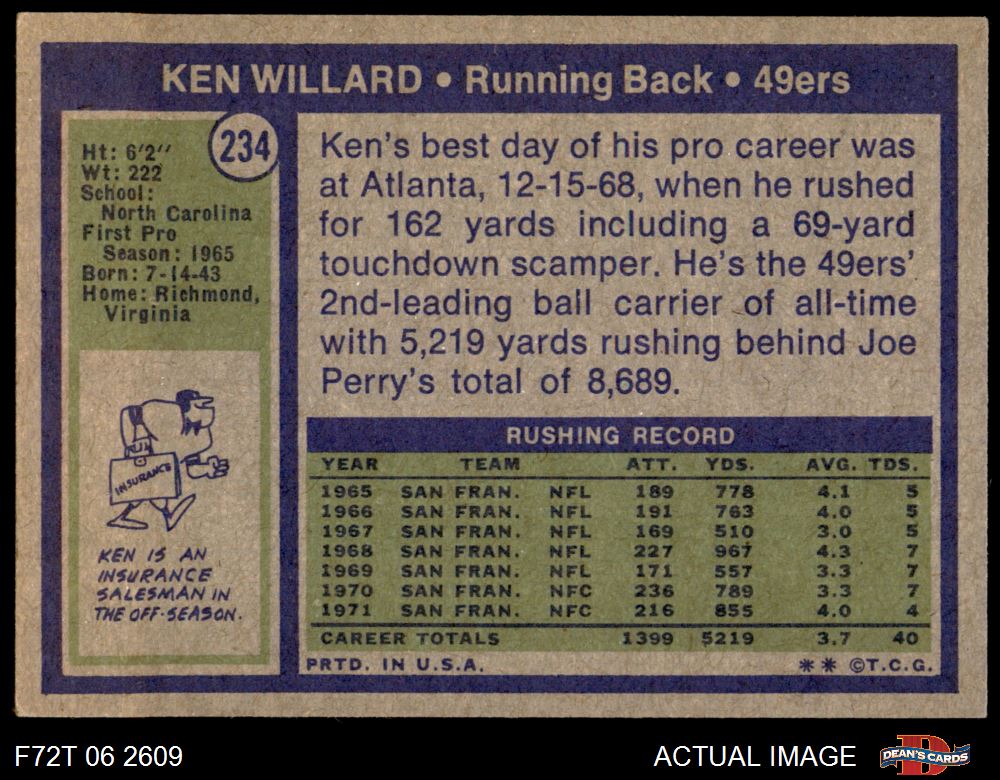 KEN WILLARD • Running Back • 49ers
234
Ht: 6'2''
Wt: 222
School:
North Carolina
First Pro
Season: 1965
Born: 7-14-43
Home: Richmond,
Virginia
INSURANCE
KEN IS AN
INSURANCE
SALESMAN IN
THE OFF-SEASON.
Ken's best day of his pro career was
at Atlanta, 12-15-68, when he rushed
for 162 yards including a 69-yard
touchdown scamper. He's the 49ers'
2nd-leading ball carrier of all-time
with 5,219 yards rushing behind Joe
Perry's total of 8,689.
RUSHING RECORD
YEAR TEAM ATT. YDS. AVG. TDS.
1965 SAN FRAN. NFL 189 778 4.1 5
1966 SAN FRAN. NFL 191 763 4.0 5
1967 SAN FRAN. NFL 169 510 3.0 5
1968 SAN FRAN. NFL 227 967 4.3 7
1969 SAN FRAN. NFL 171 557 3.3 7
1970 SAN FRAN. NFC 236 789 3.3 7
1971 SAN FRAN. NFC 216 855 4.0 4
CAREER TOTALS 1399 5219 3.7 40
PRTD. IN U.S.A. ** ©T.C.G.
F72T 06 2609 ACTUAL IMAGE DEAN'S CARDS